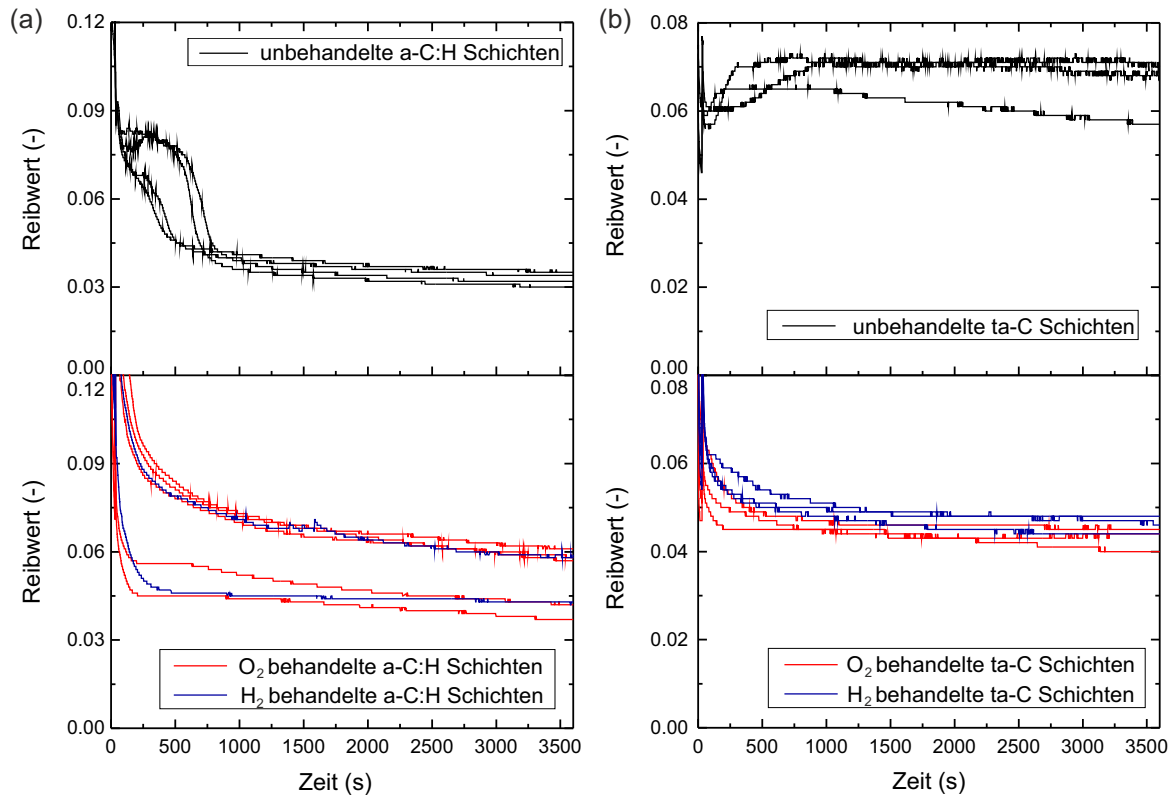 (a)
0.12
0.09
0.06
0.03
0.00
Reibwert (-)
unbehandelte a-C:H Schichten
0.12
0.09
0.06
0.03
0.00
Reibwert (-)
O₂ behandelte a-C:H Schichten
H₂ behandelte a-C:H Schichten
0 500 1000 1500 2000 2500 3000 3500
Zeit (s)
(b)
0.08
0.06
0.04
0.02
0.00
Reibwert (-)
unbehandelte ta-C Schichten
0.08
0.06
0.04
0.02
0.00
Reibwert (-)
O₂ behandelte ta-C Schichten
H₂ behandelte ta-C Schichten
0 500 1000 1500 2000 2500 3000 3500
Zeit (s)